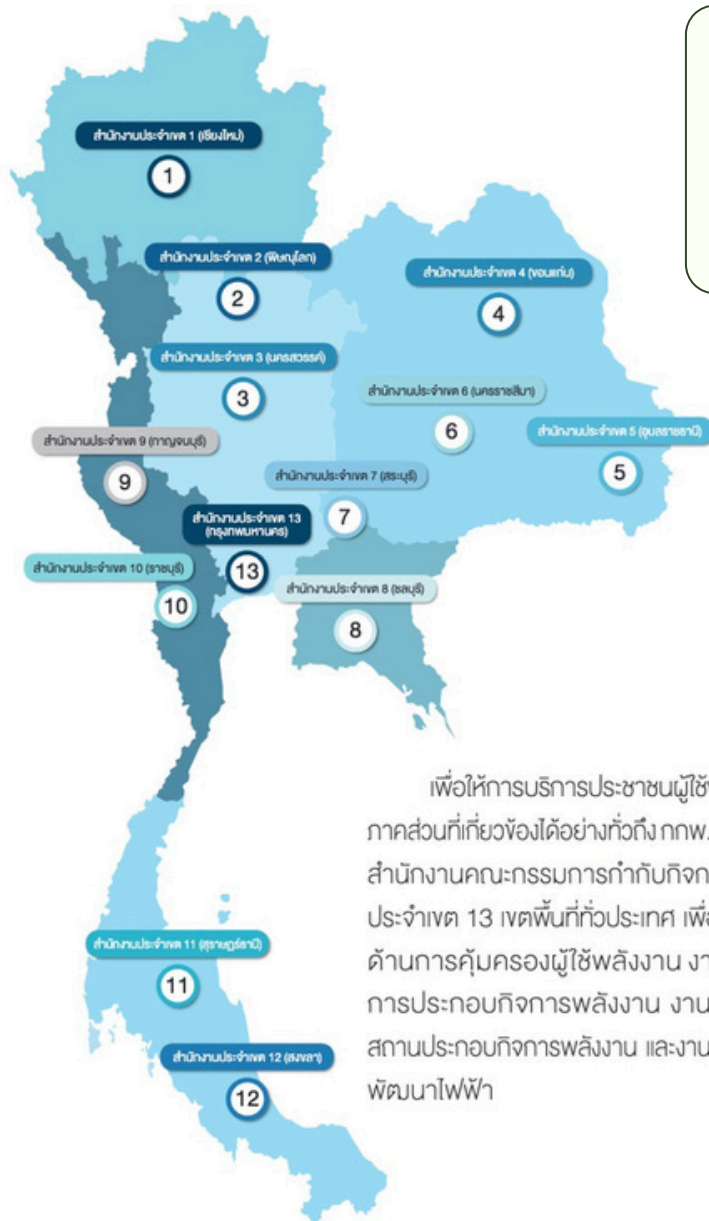 สำนักงานประจำเขต 1 (เชียงใหม่)
1
สำนักงานประจำเขต 2 (พิษณุโลก)
2
สำนักงานประจำเขต 4 (ขอนแก่น)
4
สำนักงานประจำเขต 3 (นครสวรรค์)
3
สำนักงานประจำเขต 6 (นครราชสีมา)
6
สำนักงานประจำเขต 5 (อุบลราชธานี)
5
สำนักงานประจำเขต 9 (กาญจนบุรี)
9
สำนักงานประจำเขต 7 (สระบุรี)
7
สำนักงานประจำเขต 13
(กรุงเทพมหานคร)
13
สำนักงานประจำเขต 10 (ราชบุรี)
10
สำนักงานประจำเขต 8 (ชลบุรี)
8
เพื่อให้การบริการประชาชนผู้ใช้
ภาคส่วนที่เกี่ยวข้องได้อย่างทั่วถึง กกพ.
สำนักงานคณะกรรมการกำกับกิจก
ประจำเขต 13 เขตพื้นที่ทั่วประเทศ เพื่อ
ด้านการคุ้มครองผู้ใช้พลังงาน งา
การประกอบกิจการพลังงาน งาน
สถานประกอบกิจการพลังงาน และงาน
พัฒนาไฟฟ้า
สำนักงานประจำเขต 11 (สุราษฎร์ธานี)
11
สำนักงานประจำเขต 12 (สงขลา)
12